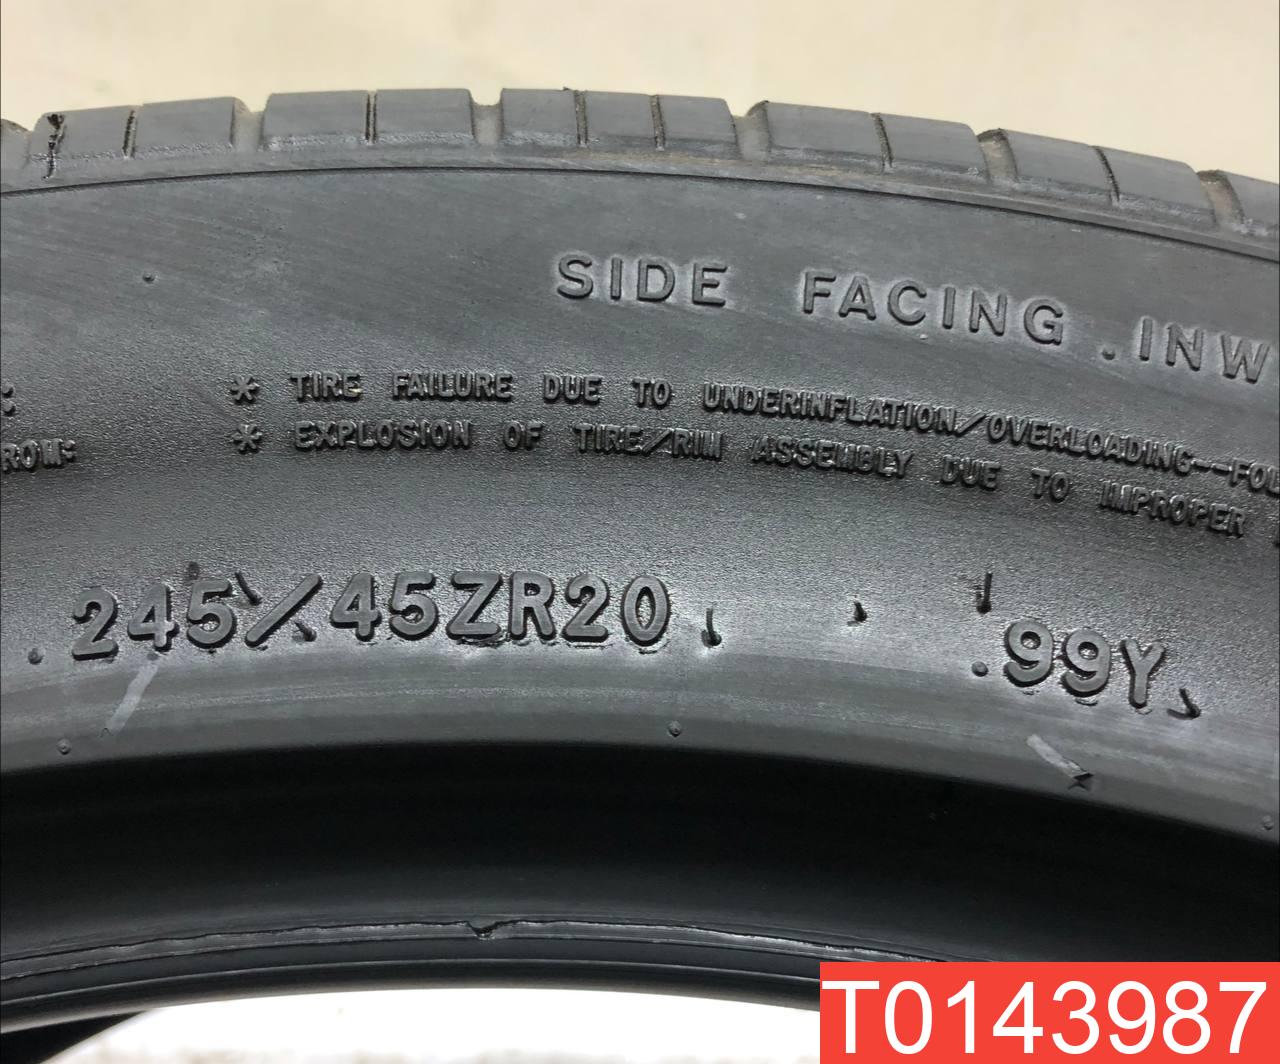 SIDE FACING INW
* TIRE FAILURE DUE TO UNDERINFLATION/OVERLOADING--FOL
* EXPLOSION OF TIRE/RIM ASSEMBLY DUE TO IMPROPER
ROM:
245/45ZR20 99Y
T0143987